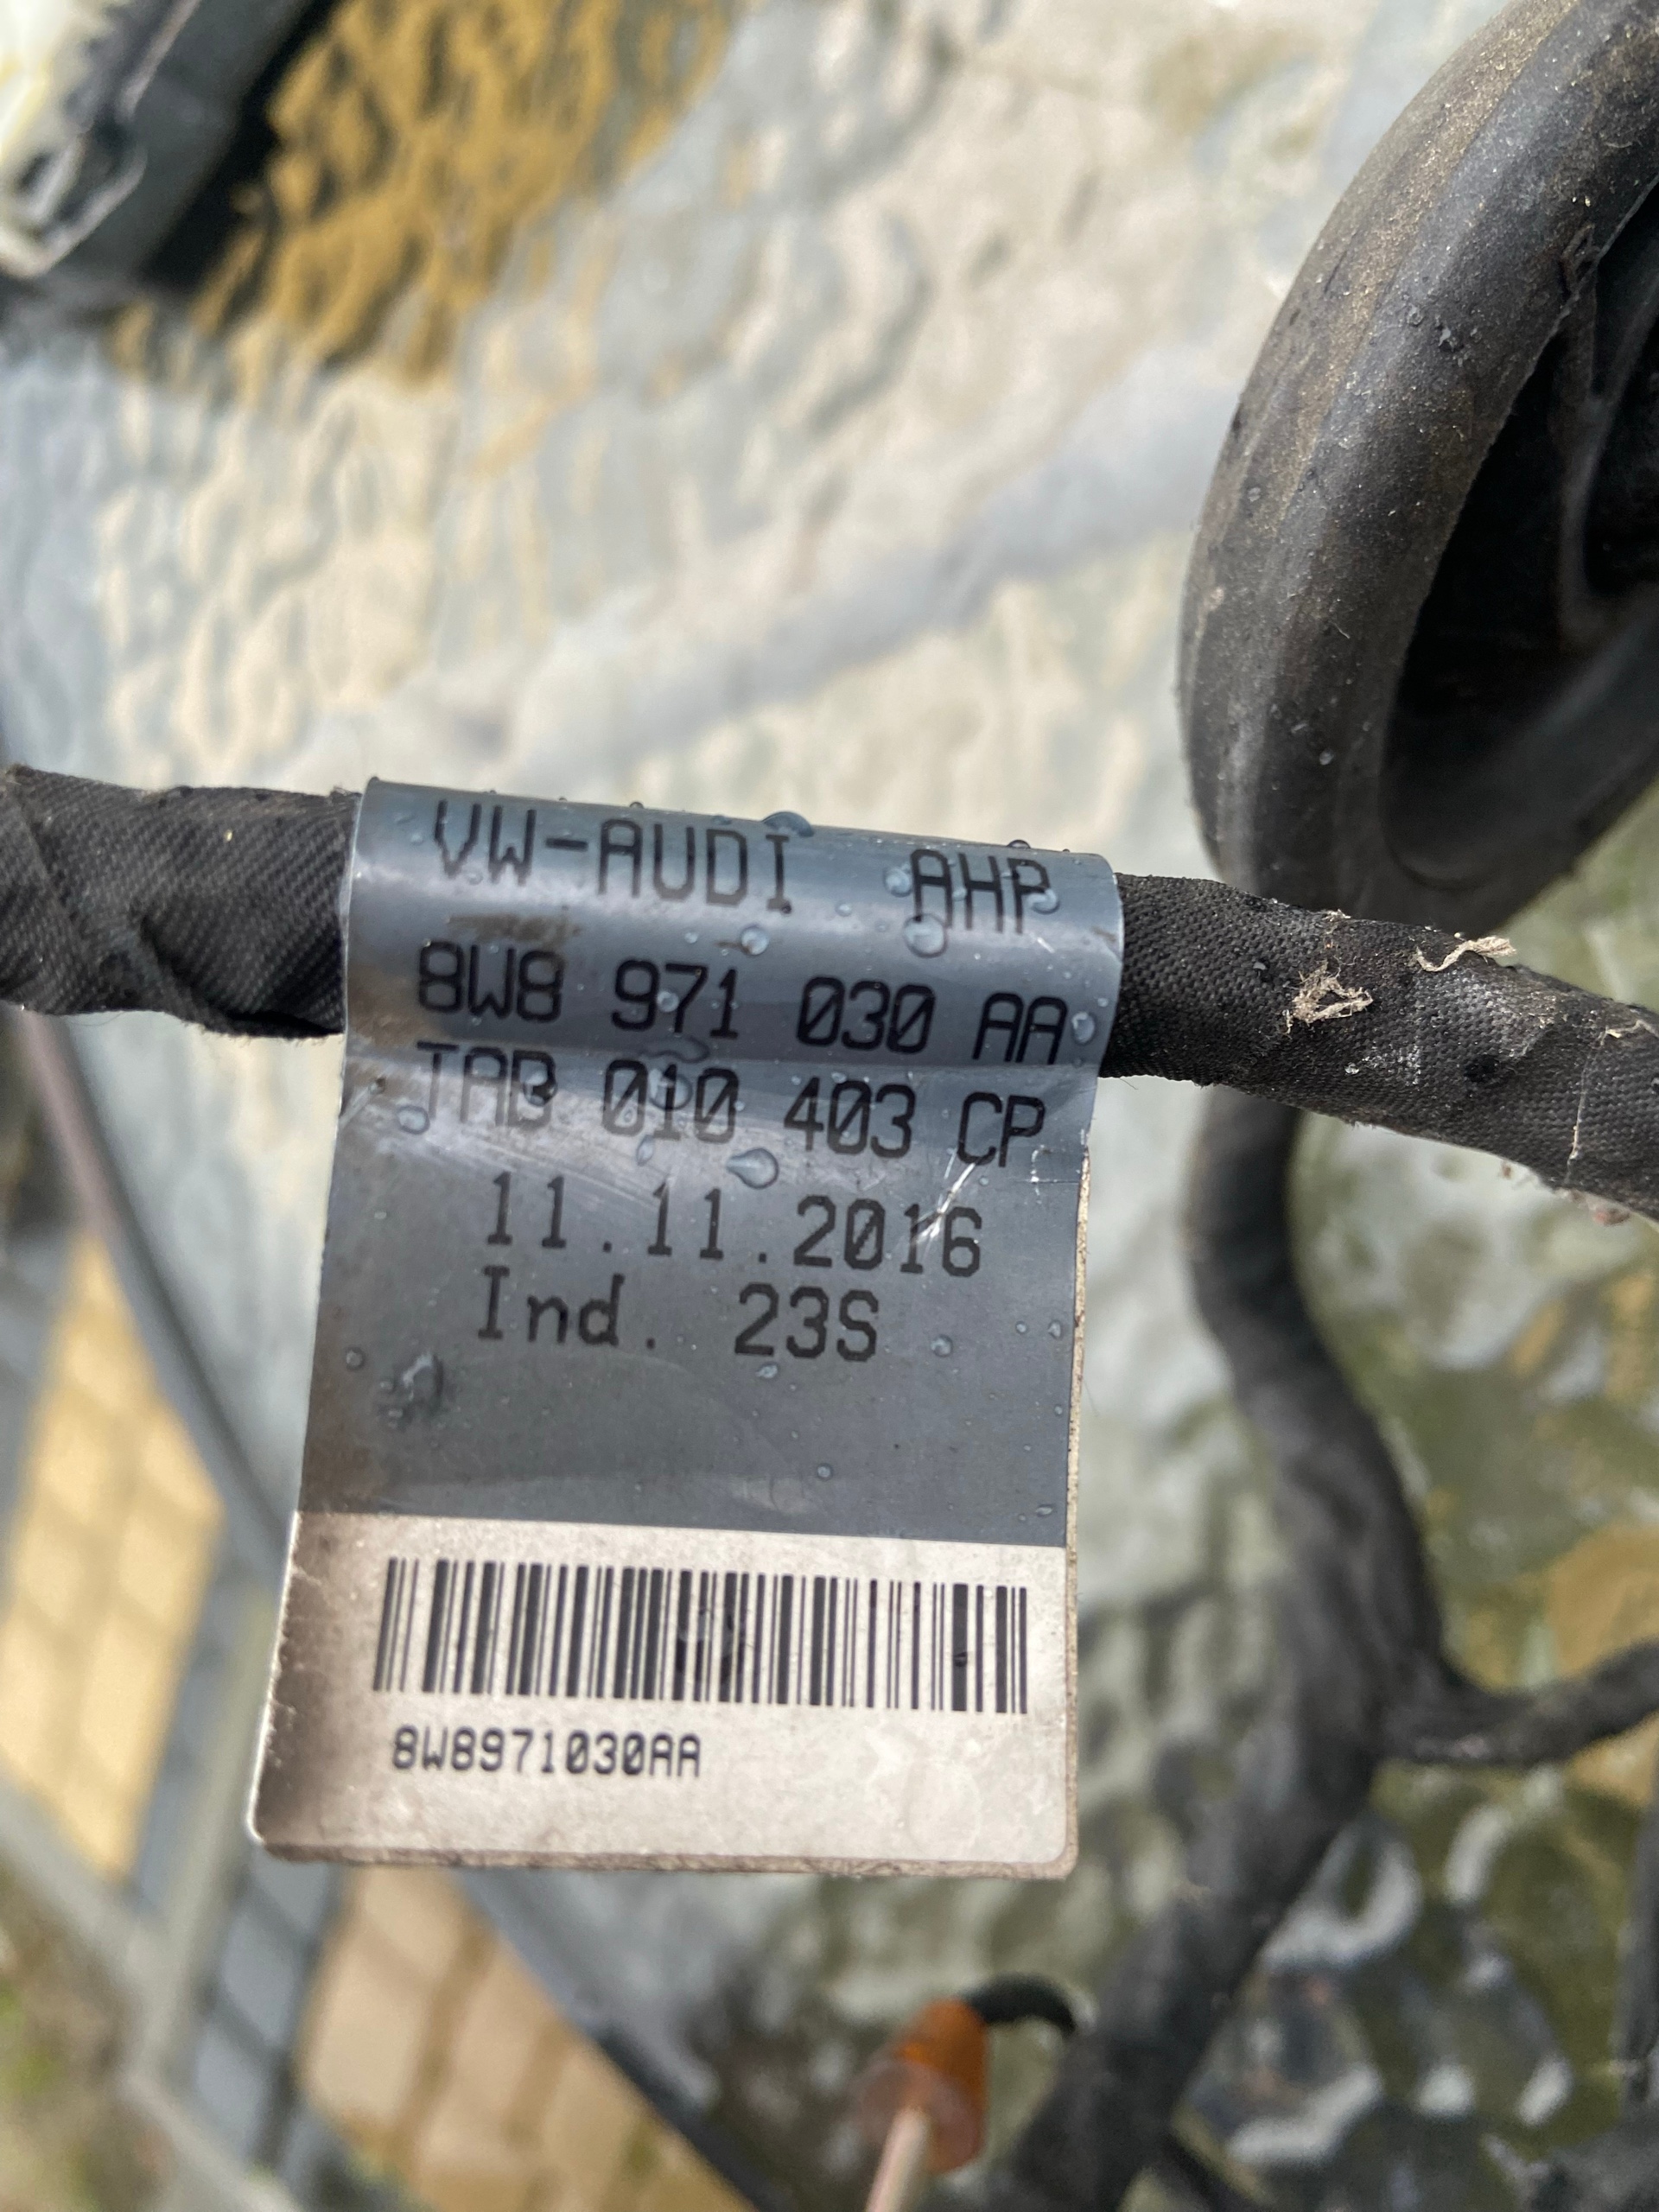 VW-AUDI AHP
8W8 971 030 AA
TAB 010 403 CP
11.11.2016
Ind. 23S
8W8971030AA